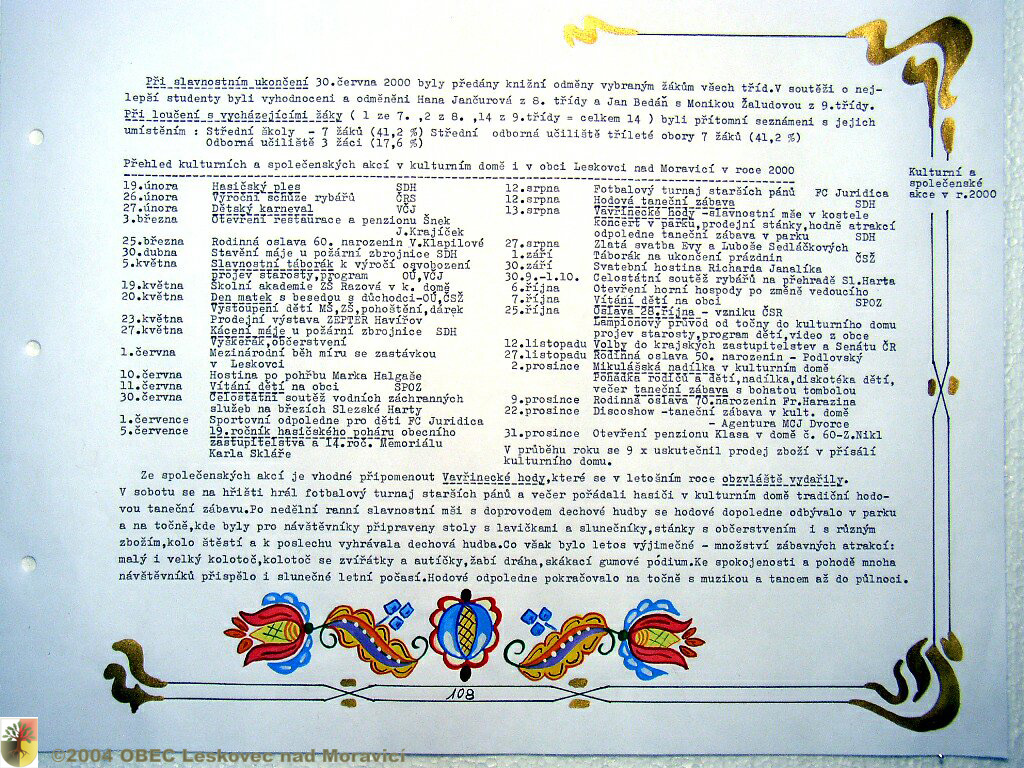 Při slavnostním ukončení 30.června 2000 byly předány knižní odměny vybraným žákům všech tříd.V soutěži o nej-
lepší studenty byli vyhodnoceni a odměněni Hana Jančurová z 8. třídy a Jan Bedáň s Monikou Žaludovou z 9.třídy.
Při loučení s vycházejícími žáky ( 1 ze 7. ,2 z 8. ,14 z 9.třídy = celkem 14 ) byli přítomni seznámeni s jejich
umístěním : Střední školy - 7 žáků (41,2 %) Střední odborná učiliště tříleté obory 7 žáků (41,2 %)
Odborná učiliště 3 žáci (17,6 %)
Přehled kulturních a společenských akcí v kulturním domě i v obci Leskovci nad Moravicí v roce 2000
Kulturní a
společenské
akce v r.2000
19.února Hasičský ples SDH
26.února Výroční schůze rybářů ČRS
27.února Dětský karneval VČJ
3.března Otevření restaurace a penzionu Šnek
J.Krajíček
25.března Rodinná oslava 60. narozenin V.Klapilové
30.dubna Stavění máje u požární zbrojnice SDH
5.května Slavnostní táborák k výročí osvobození
projev starosty,program OÚ,VČJ
19.května Školní akademie ZŠ Razová v k. domě
20.května Den matek s besedou s důchodci-OÚ,ČSŽ
Vystoupení dětí MŠ,ZŠ,pohoštění,dárek
23.května Prodejní výstava ZEPTER Havířov
27.května Kácení máje u požární zbrojnice SDH
Výškerák,občerstvení
1.června Mezinárodní běh míru se zastávkou
v Leskovci
10.června Hostina po pohřbu Marka Halgaše
11.června Vítání dětí na obci SPOZ
30.června Celostátní soutěž vodních záchranných
služeb na březích Slezské Harty
1.července Sportovní odpoledne pro děti FC Juridica
5.července 19.ročník hasičského poháru obecního
zastupitelstva a 14.roč. Memoriálu
Karla Skláře
12.srpna Fotbalový turnaj starších pánů FC Juridica
12.srpna Hodová taneční zábava SDH
13.srpna Vavřinecké hody -slavnostní mše v kostele
koncert v parku,prodejní stánky,hodně atrakcí
odpoledne taneční zábava v parku SDH
27.srpna Zlatá svatba Evy a Luboše Sedláčkových
1.září Táborák na ukončení prázdnin ČSŽ
30.září Svatební hostina Richarda Janalíka
30.9.-1.10. Celostátní soutěž rybářů na přehradě Sl.Harta
6.října Otevření horní hospody po změně vedoucího
7.října Vítání dětí na obci SPOZ
25.října Oslava 28.října - vzniku ČSR
Lampionový průvod od točny do kulturního domu
projev starosty,program dětí,video z obce
12.listopadu Volby do krajských zastupitelstev a Senátu ČR
27.listopadu Rodinná oslava 50. narozenin - Podlovský
2.prosince Mikulášská nadílka v kulturním domě
Pohádka rodičů a dětí,nadílka,diskotéka dětí,
večer taneční zábava s bohatou tombolou
9.prosince Rodinná oslava 70.narozenin Fr.Harazina
22.prosince Discoshow -taneční zábava v kult. domě
- Agentura MCJ Dvorce
31.prosince Otevření penzionu Klasa v domě č. 60-Z.Nikl
V průběhu roku se 9 x uskutečnil prodej zboží v přísálí
kulturního domu.
Ze společenských akcí je vhodné připomenout Vavřinecké hody,které se v letošním roce obzvláště vydařily.
V sobotu se na hřišti hrál fotbalový turnaj starších pánů a večer pořádali hasiči v kulturním domě tradiční hodo-
vou taneční zábavu.Po nedělní ranní slavnostní mši s doprovodem dechové hudby se hodové dopoledne odbývalo v parku
a na točně,kde byly pro návštěvníky připraveny stoly s lavičkami a slunečníky,stánky s občerstvením i s různým
zbožím,kolo štěstí a k poslechu vyhrávala dechová hudba.Co však bylo letos výjimečné - množství zábavných atrakcí:
malý i velký kolotoč,kolotoč se zvířátky a autíčky,žabí dráha,skákací gumové pódium.Ke spokojenosti a pohodě mnoha
návštěvníků přispělo i slunečné letní počasí.Hodové odpoledne pokračovalo na točně s muzikou a tancem až do půlnoci.
108
©2004 OBEC Leskovec nad Moravicí